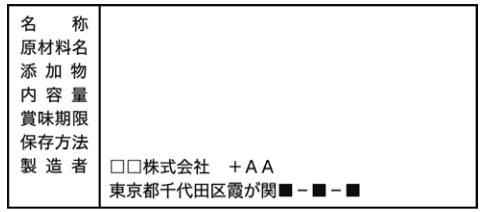 名称
原材料名
添加物
内容量
賞味期限
保存方法
製造者 □□株式会社 +AA
東京都千代田区霞が関■-■-■